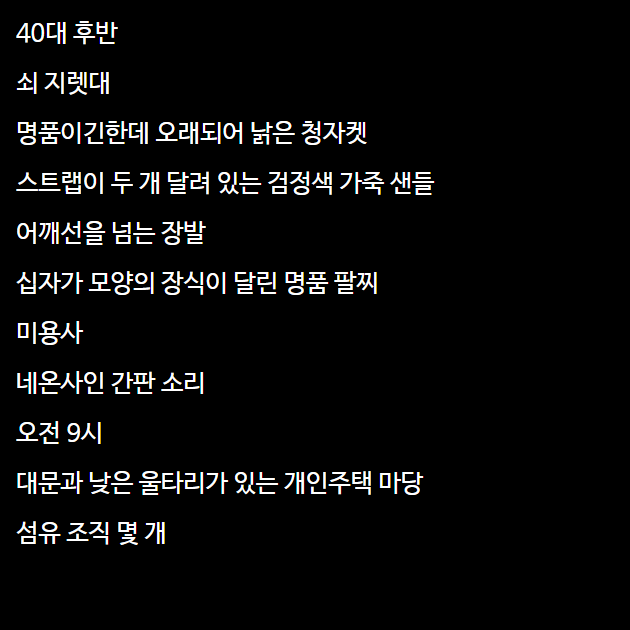 40대 후반
쇠 지렛대
명품이긴한데 오래되어 낡은 청자켓
스트랩이 두 개 달려 있는 검정색 가죽 샌들
어깨선을 넘는 장발
십자가 모양의 장식이 달린 명품 팔찌
미용사
네온사인 간판 소리
오전 9시
대문과 낮은 울타리가 있는 개인주택 마당
섬유 조직 몇 개